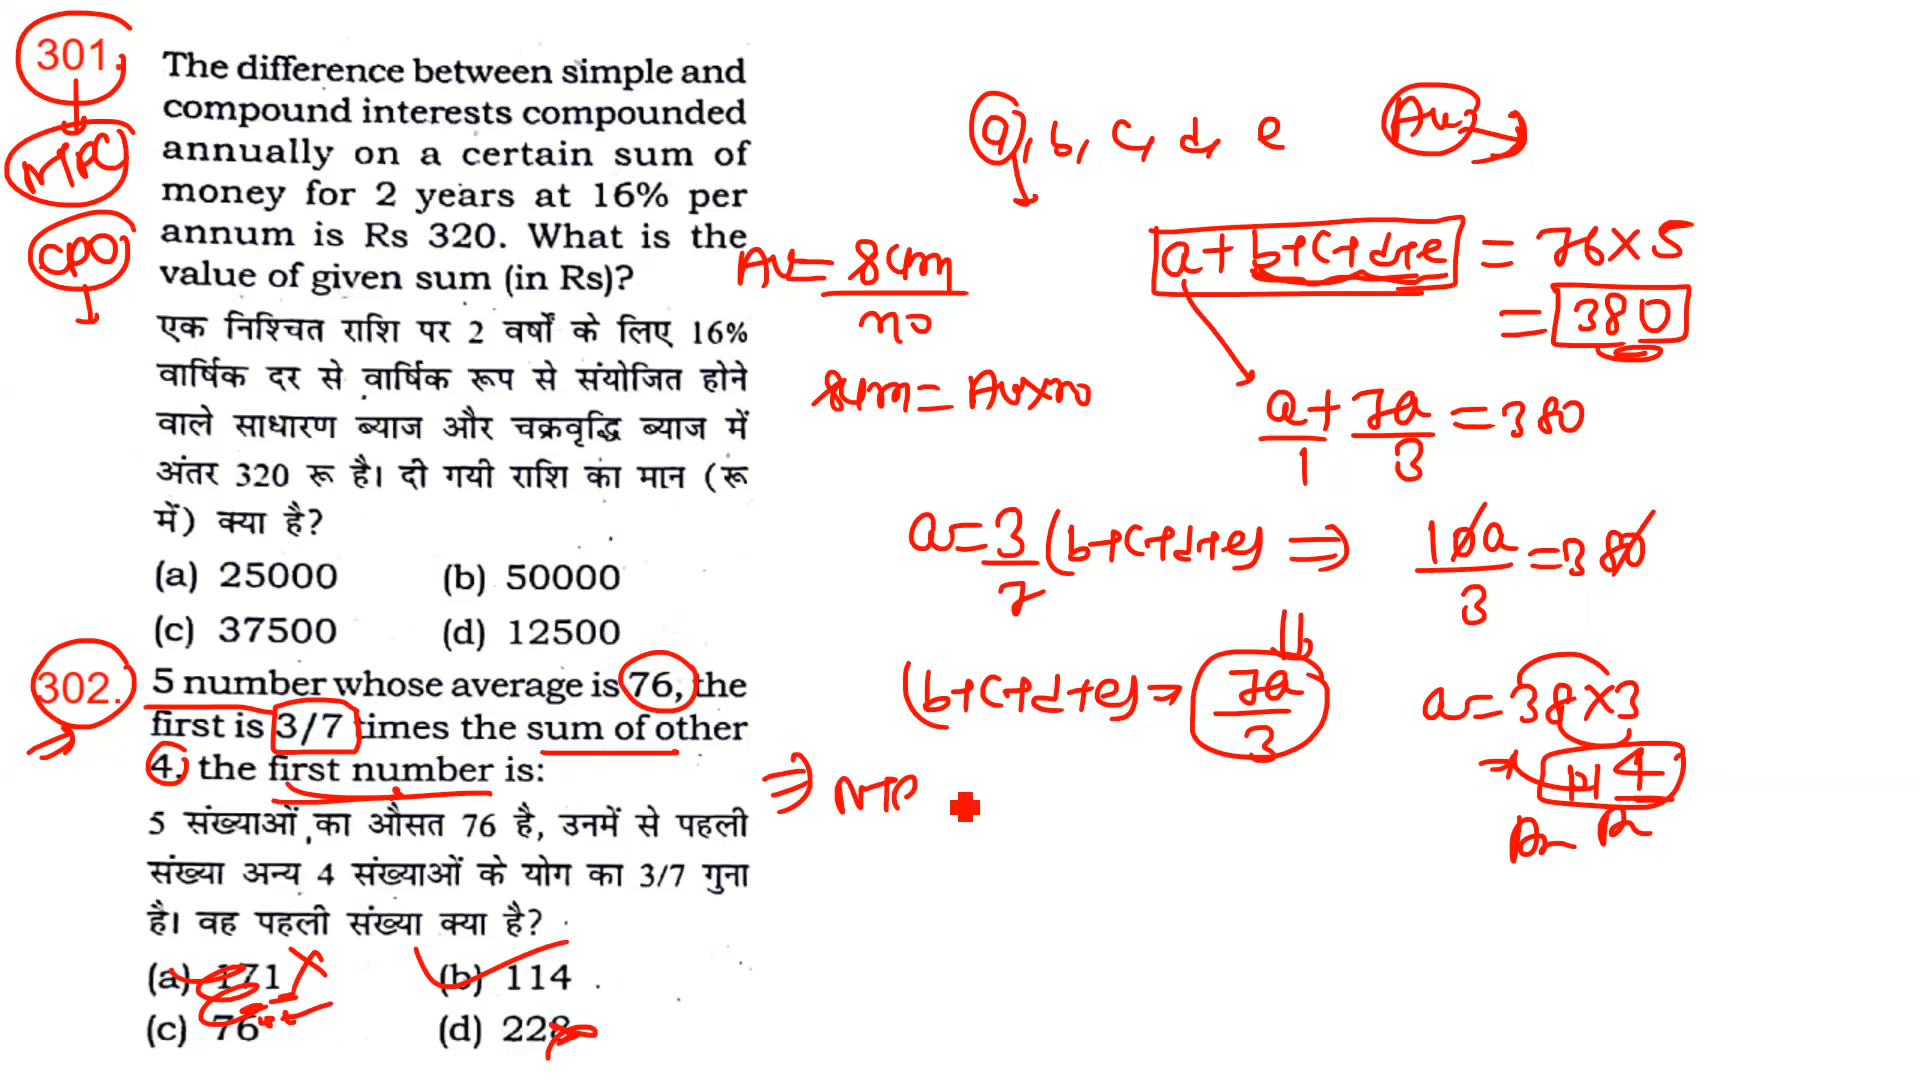 301.
The difference between simple and
compound interests compounded
annually on a certain sum of
money for 2 years at 16% per
annum is Rs 320. What is the
value of given sum (in Rs)?
एक निश्चित राशि पर 2 वर्षों के लिए 16%
वार्षिक दर से वार्षिक रूप से संयोजित होने
वाले साधारण ब्याज और चक्रवृद्धि ब्याज में
अंतर 320 रू है। दी गयी राशि का मान (रू
में) क्या है?
(a) 25000 (b) 50000
(c) 37500 (d) 12500
302.
5 number whose average is 76, the
first is 3/7 times the sum of other
4, the first number is:
5 संख्याओं का औसत 76 है, उनमें से पहली
संख्या अन्य 4 संख्याओं के योग का 3/7 गुना
है। वह पहली संख्या क्या है?
(a) 171 (b) 114
(c) 76 (d) 228
NTPC
CPO
a, b, c, d, e
Av = sum
no
sum = Av×no
a+b+c+d+e = 76×5
= 380
a + 7a = 380
1 3
a = 3 (b+c+d+e) ⇒ 10a = 380
7 3
(b+c+d+e) = 7a
3
a = 38×3
114
⇒ NTP